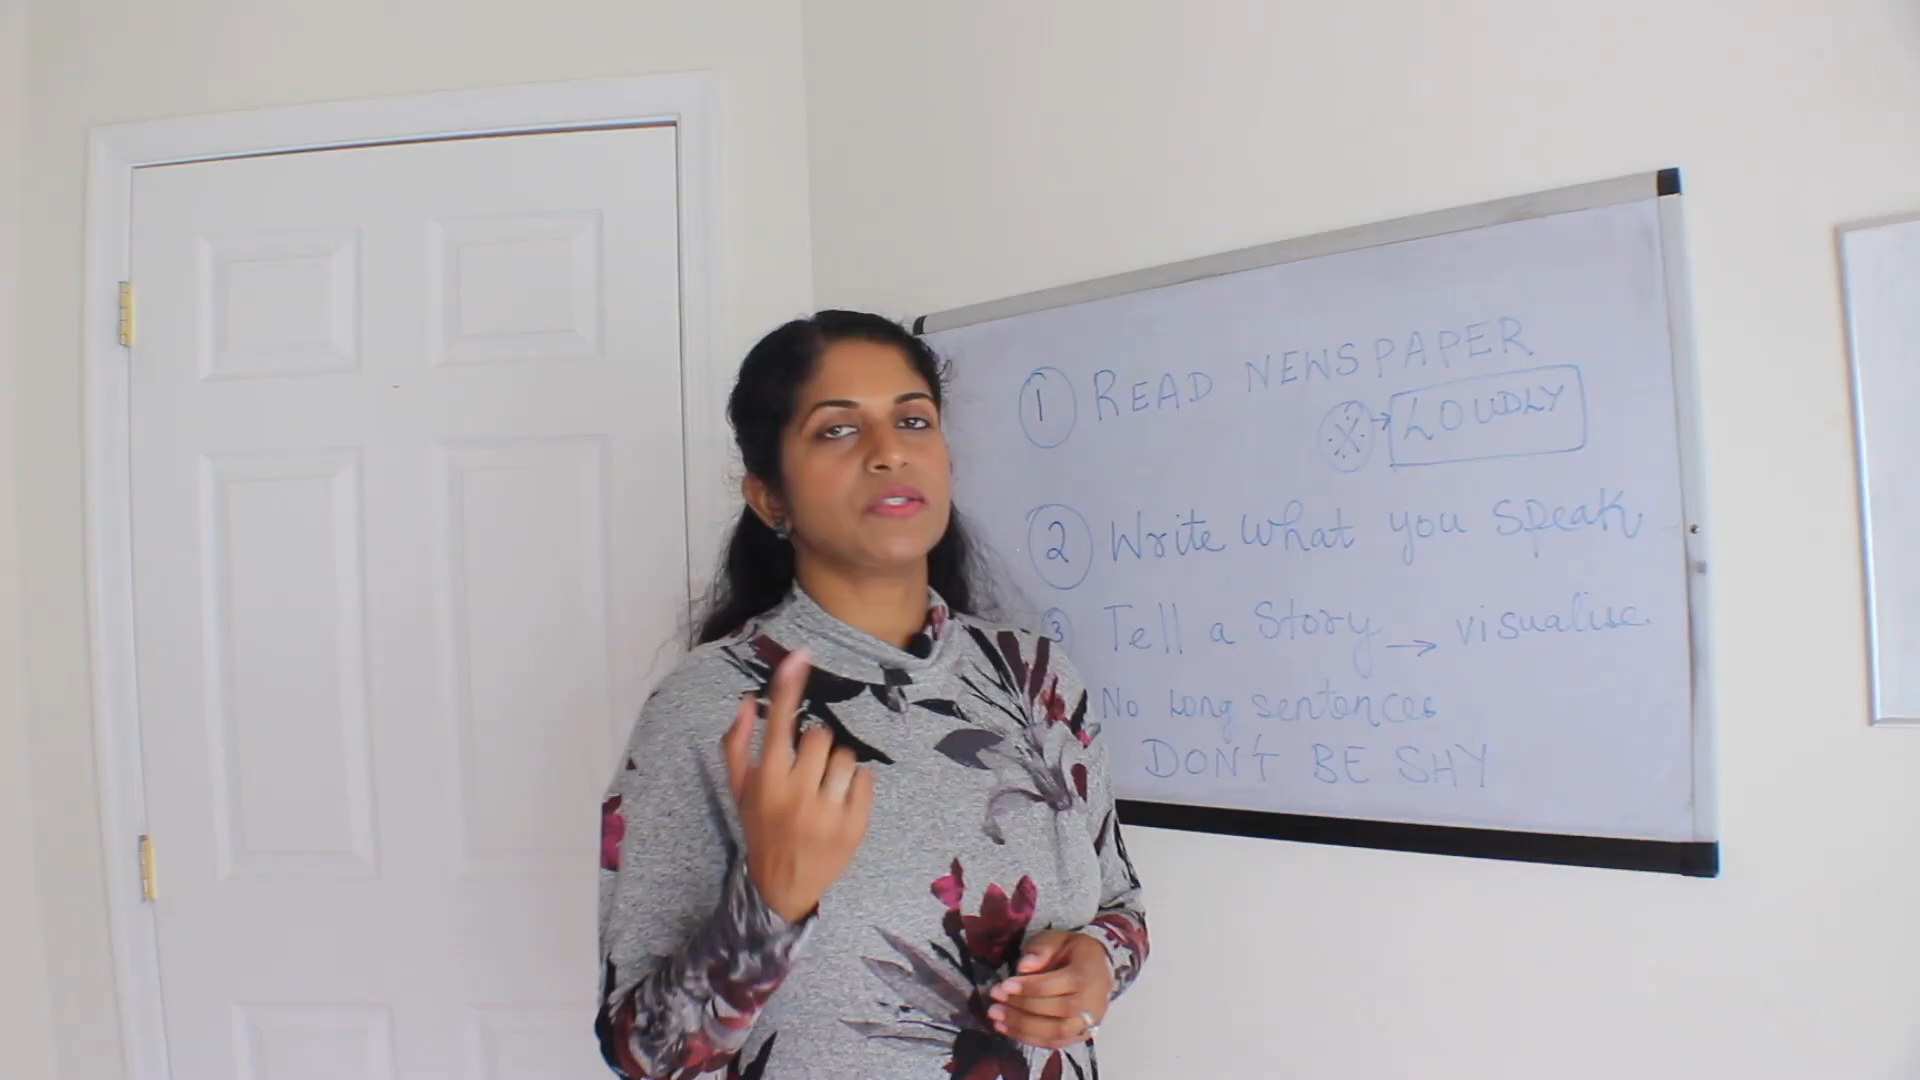 1 READ NEWSPAPER
X → LOUDLY
2 Write What you speak
3 Tell a Story → visualise
No Long sentences
DON'T BE SHY